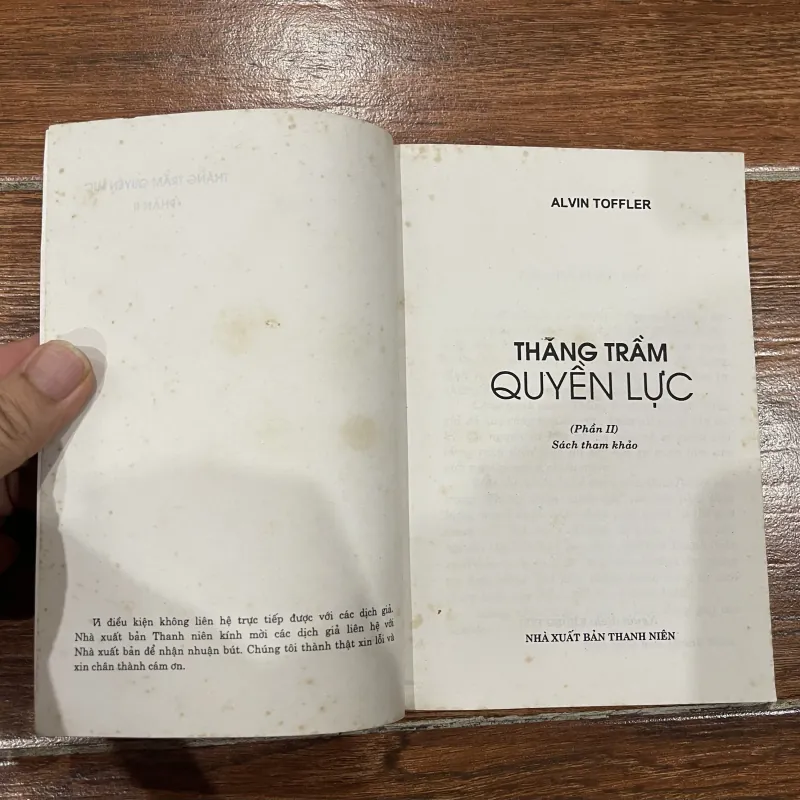 И điều kiện không liên hệ trực tiếp được với các dịch giả.
Nhà xuất bản Thanh niên kính mời các dịch giả liên hệ với
Nhà xuất bản để nhận nhuận bút. Chúng tôi thành thật xin lỗi và
xin chân thành cảm ơn.
ALVIN TOFFLER
THĂNG TRẦM
QUYỀN LỰC
(Phần II)
Sách tham khảo
NHÀ XUẤT BẢN THANH NIÊN